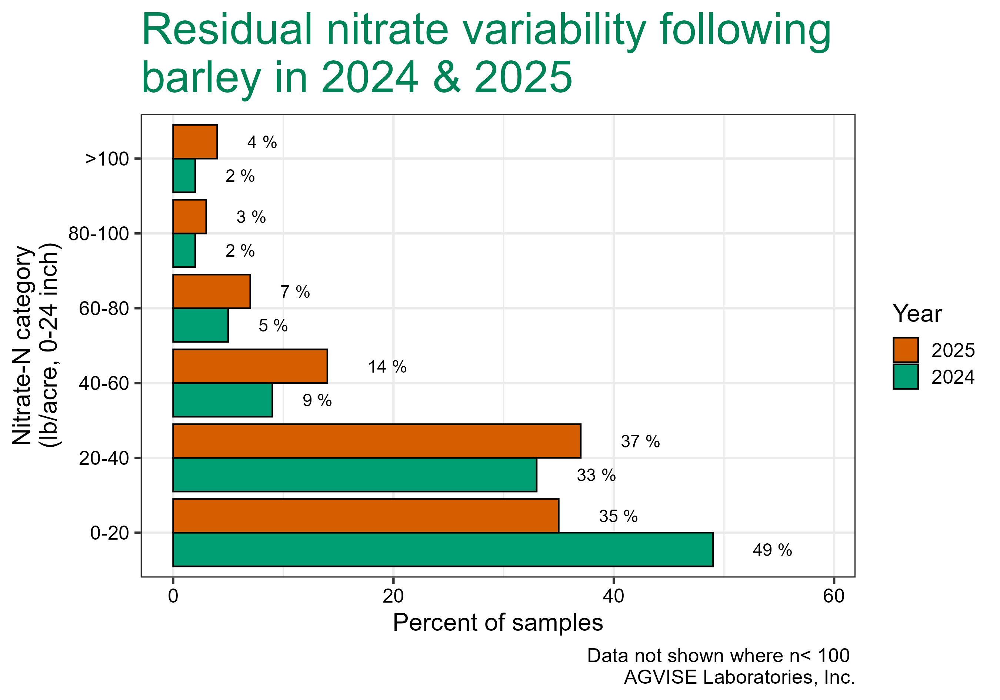 Residual nitrate variability following
barley in 2024 & 2025
Nitrate-N category
(lb/acre, 0-24 inch)
>100
4 %
2 %
80-100
3 %
2 %
60-80
7 %
5 %
40-60
14 %
9 %
20-40
37 %
33 %
0-20
35 %
49 %
0 20 40 60
Percent of samples
Year
2025
2024
Data not shown where n< 100
AGVISE Laboratories, Inc.